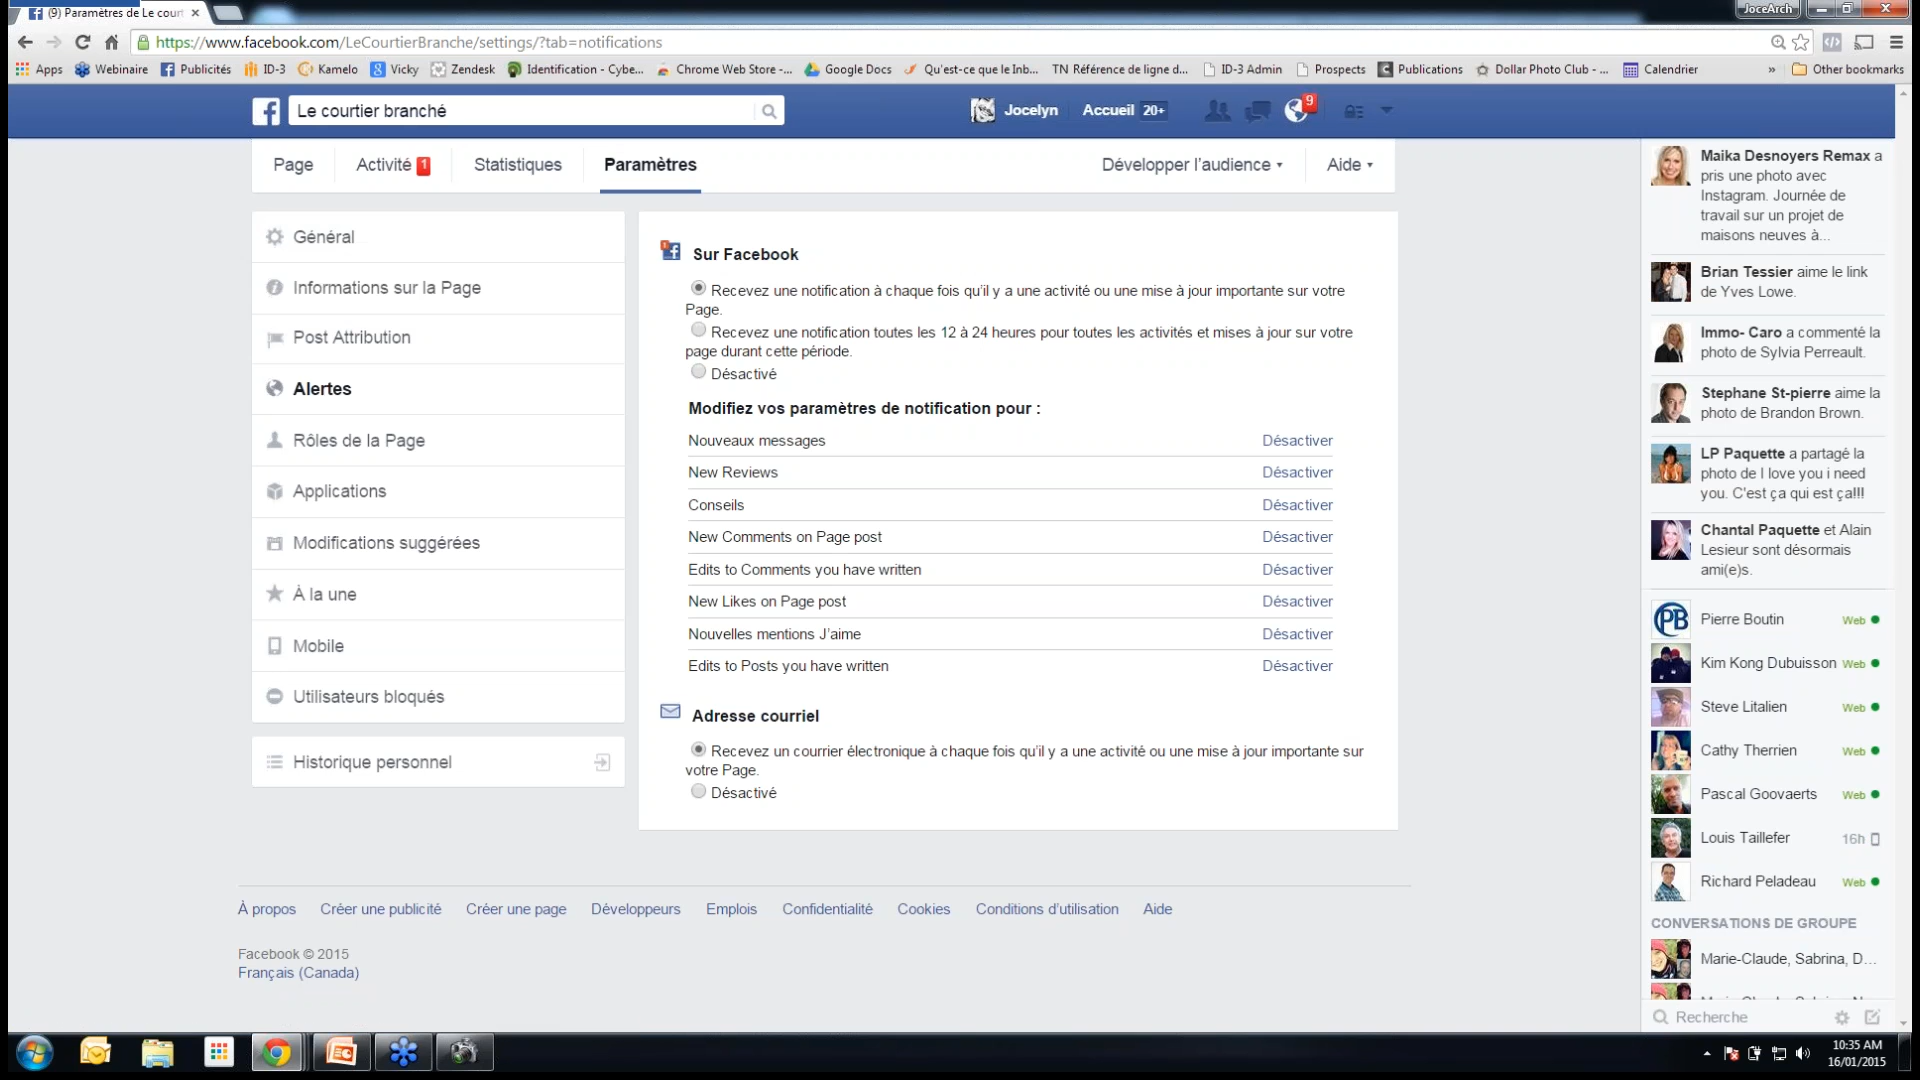 (9) Paramètres de Le court
JoceArch
https://www.facebook.com/LeCourtierBranche/settings/?tab=notifications
Apps Webinaire Publicités ID-3 Kamelo Vicky Zendesk Identification - Cybe... Chrome Web Store -... Google Docs Qu'est-ce que le Inb... TN Référence de ligne d... ID-3 Admin Prospects Publications Dollar Photo Club - ... Calendrier » Other bookmarks
Le courtier branché
Jocelyn Accueil 20+ 9
Page Activité 1 Statistiques Paramètres Développer l'audience Aide
Général
Informations sur la Page
Post Attribution
Alertes
Rôles de la Page
Applications
Modifications suggérées
À la une
Mobile
Utilisateurs bloqués
Historique personnel
Sur Facebook
Recevez une notification à chaque fois qu'il y a une activité ou une mise à jour importante sur votre
Page.
Recevez une notification toutes les 12 à 24 heures pour toutes les activités et mises à jour sur votre
page durant cette période.
Désactivé
Modifiez vos paramètres de notification pour :
Nouveaux messages Désactiver
New Reviews Désactiver
Conseils Désactiver
New Comments on Page post Désactiver
Edits to Comments you have written Désactiver
New Likes on Page post Désactiver
Nouvelles mentions J'aime Désactiver
Edits to Posts you have written Désactiver
Adresse courriel
Recevez un courrier électronique à chaque fois qu'il y a une activité ou une mise à jour importante sur
votre Page.
Désactivé
À propos Créer une publicité Créer une page Développeurs Emplois Confidentialité Cookies Conditions d'utilisation Aide
Facebook © 2015
Français (Canada)
Maika Desnoyers Remax a
pris une photo avec
Instagram. Journée de
travail sur un projet de
maisons neuves à...
Brian Tessier aime le link
de Yves Lowe.
Immo- Caro a commenté la
photo de Sylvia Perreault.
Stephane St-pierre aime la
photo de Brandon Brown.
LP Paquette a partagé la
photo de I love you i need
you. C'est ça qui est ça!!!
Chantal Paquette et Alain
Lesieur sont désormais
ami(e)s.
PB Pierre Boutin Web
Kim Kong Dubuisson Web
Steve Litalien Web
Cathy Therrien Web
Pascal Goovaerts Web
Louis Taillefer 16h
Richard Peladeau Web
CONVERSATIONS DE GROUPE
Marie-Claude, Sabrina, D...
Recherche
10:35 AM
16/01/2015